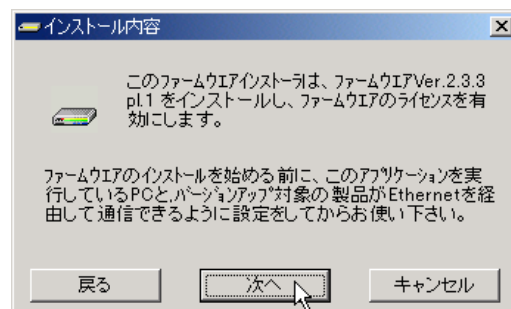 インストール内容
このファームウエアインストーラは、ファームウエアVer.2.3.3
pl.1 をインストールし、ファームウエアのライセンスを有
効にします。
ファームウエアのインストールを始める前に、このアプリケーションを実
行しているPCと,バージョンアップ対象の製品がEthernetを経
由して通信できるように設定をしてからお使い下さい。
戻る
次へ
キャンセル